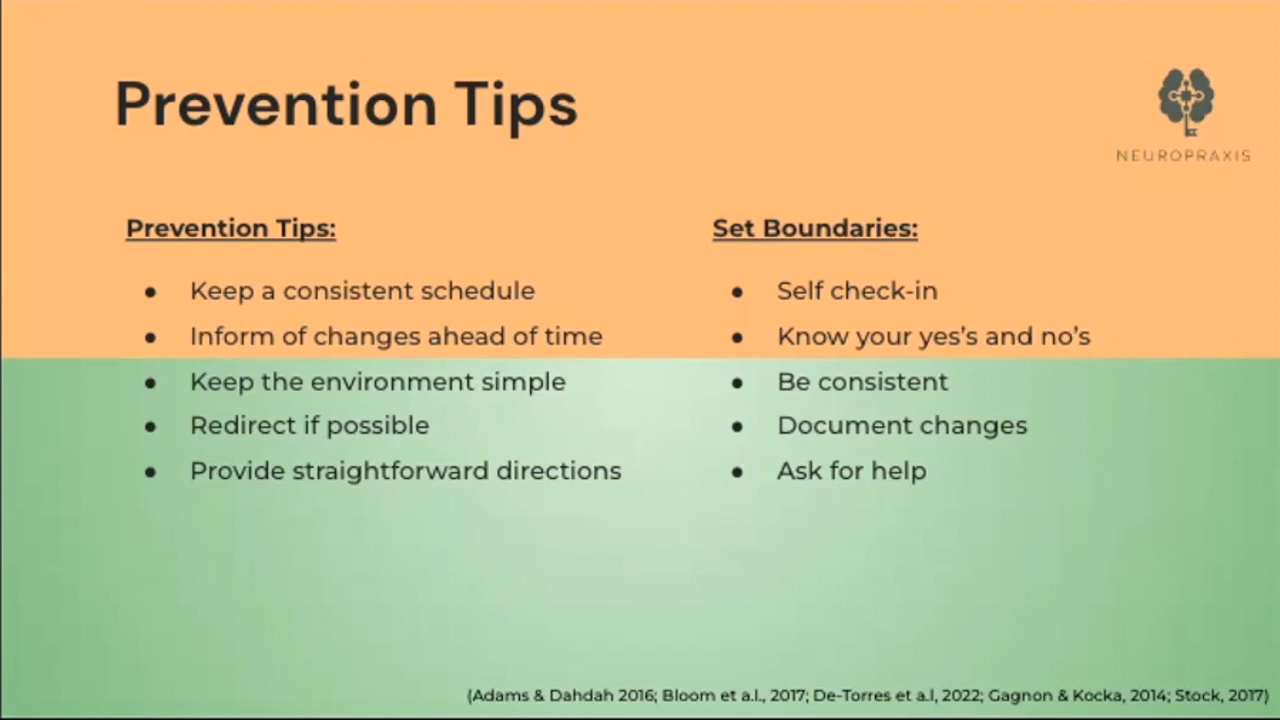 Prevention Tips
NEUROPRAXIS
Prevention Tips:
● Keep a consistent schedule
● Inform of changes ahead of time
● Keep the environment simple
● Redirect if possible
● Provide straightforward directions
Set Boundaries:
● Self check-in
● Know your yes’s and no’s
● Be consistent
● Document changes
● Ask for help
(Adams & Dahdah 2016; Bloom et a.l., 2017; De-Torres et a.l, 2022; Gagnon & Kocka, 2014; Stock, 2017)